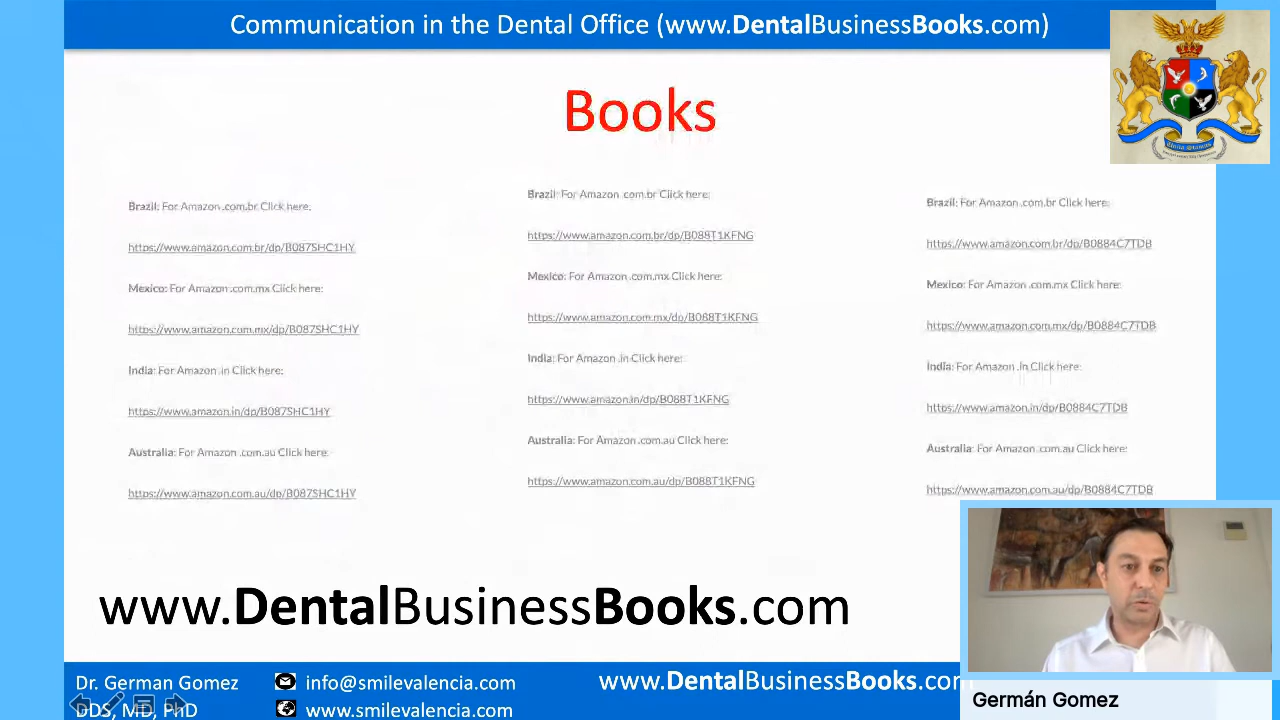 Communication in the Dental Office (www.DentalBusinessBooks.com)
Books
Brazil: For Amazon .com.br Click here:
https://www.amazon.com.br/dp/B087SHC1HY
Mexico: For Amazon .com.mx Click here:
https://www.amazon.com.mx/dp/B087SHC1HY
India: For Amazon .in Click here:
https://www.amazon.in/dp/B087SHC1HY
Australia: For Amazon .com.au Click here:
https://www.amazon.com.au/dp/B087SHC1HY
Brazil: For Amazon .com.br Click here:
https://www.amazon.com.br/dp/B088T1KFNG
Mexico: For Amazon .com.mx Click here:
https://www.amazon.com.mx/dp/B088T1KFNG
India: For Amazon .in Click here:
https://www.amazon.in/dp/B088T1KFNG
Australia: For Amazon .com.au Click here:
https://www.amazon.com.au/dp/B088T1KFNG
Brazil: For Amazon .com.br Click here:
https://www.amazon.com.br/dp/B0884C7TDB
Mexico: For Amazon .com.mx Click here:
https://www.amazon.com.mx/dp/B0884C7TDB
India: For Amazon .in Click here:
https://www.amazon.in/dp/B0884C7TDB
Australia: For Amazon .com.au Click here:
https://www.amazon.com.au/dp/B0884C7TDB
www.DentalBusinessBooks.com
Dr. German Gomez
DDS, MD, PhD
info@smilevalencia.com
www.smilevalencia.com
www.DentalBusinessBooks.com
Germán Gomez